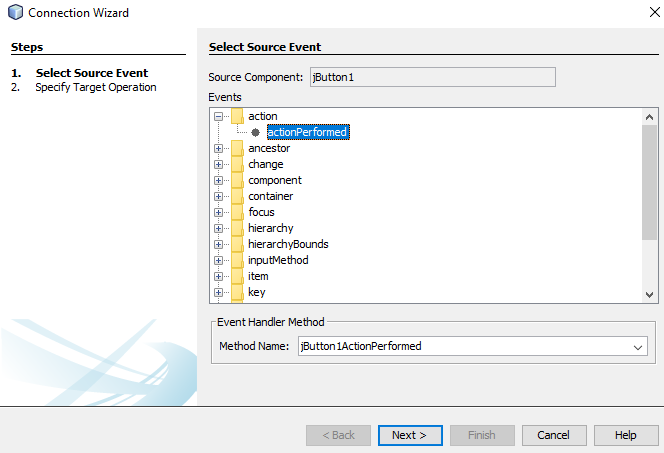 Connection Wizard
Steps
1. Select Source Event
2. Specify Target Operation
Select Source Event
Source Component: jButton1
Events
action
actionPerformed
ancestor
change
component
container
focus
hierarchy
hierarchyBounds
inputMethod
item
key
Event Handler Method
Method Name: jButton1ActionPerformed
< Back Next > Finish Cancel Help